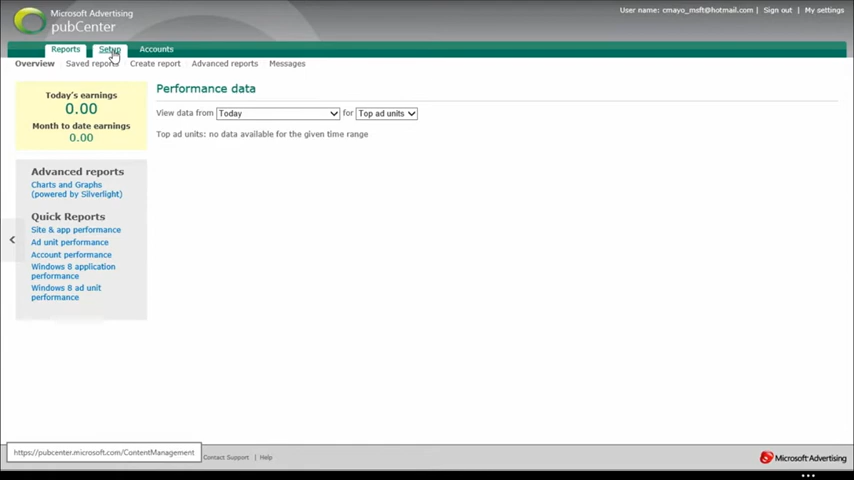 Microsoft Advertising
pubCenter
User name: cmayo_msft@hotmail.com | Sign out | My settings
Reports Setup Accounts
Overview Saved reports Create report Advanced reports Messages
Today's earnings
0.00
Month to date earnings
0.00
Performance data
View data from Today for Top ad units
Top ad units: no data available for the given time range
Advanced reports
Charts and Graphs
(powered by Silverlight)
Quick Reports
Site & app performance
Ad unit performance
Account performance
Windows 8 application
performance
Windows 8 ad unit
performance
https://pubcenter.microsoft.com/ContentManagement
Contact Support | Help
Microsoft Advertising